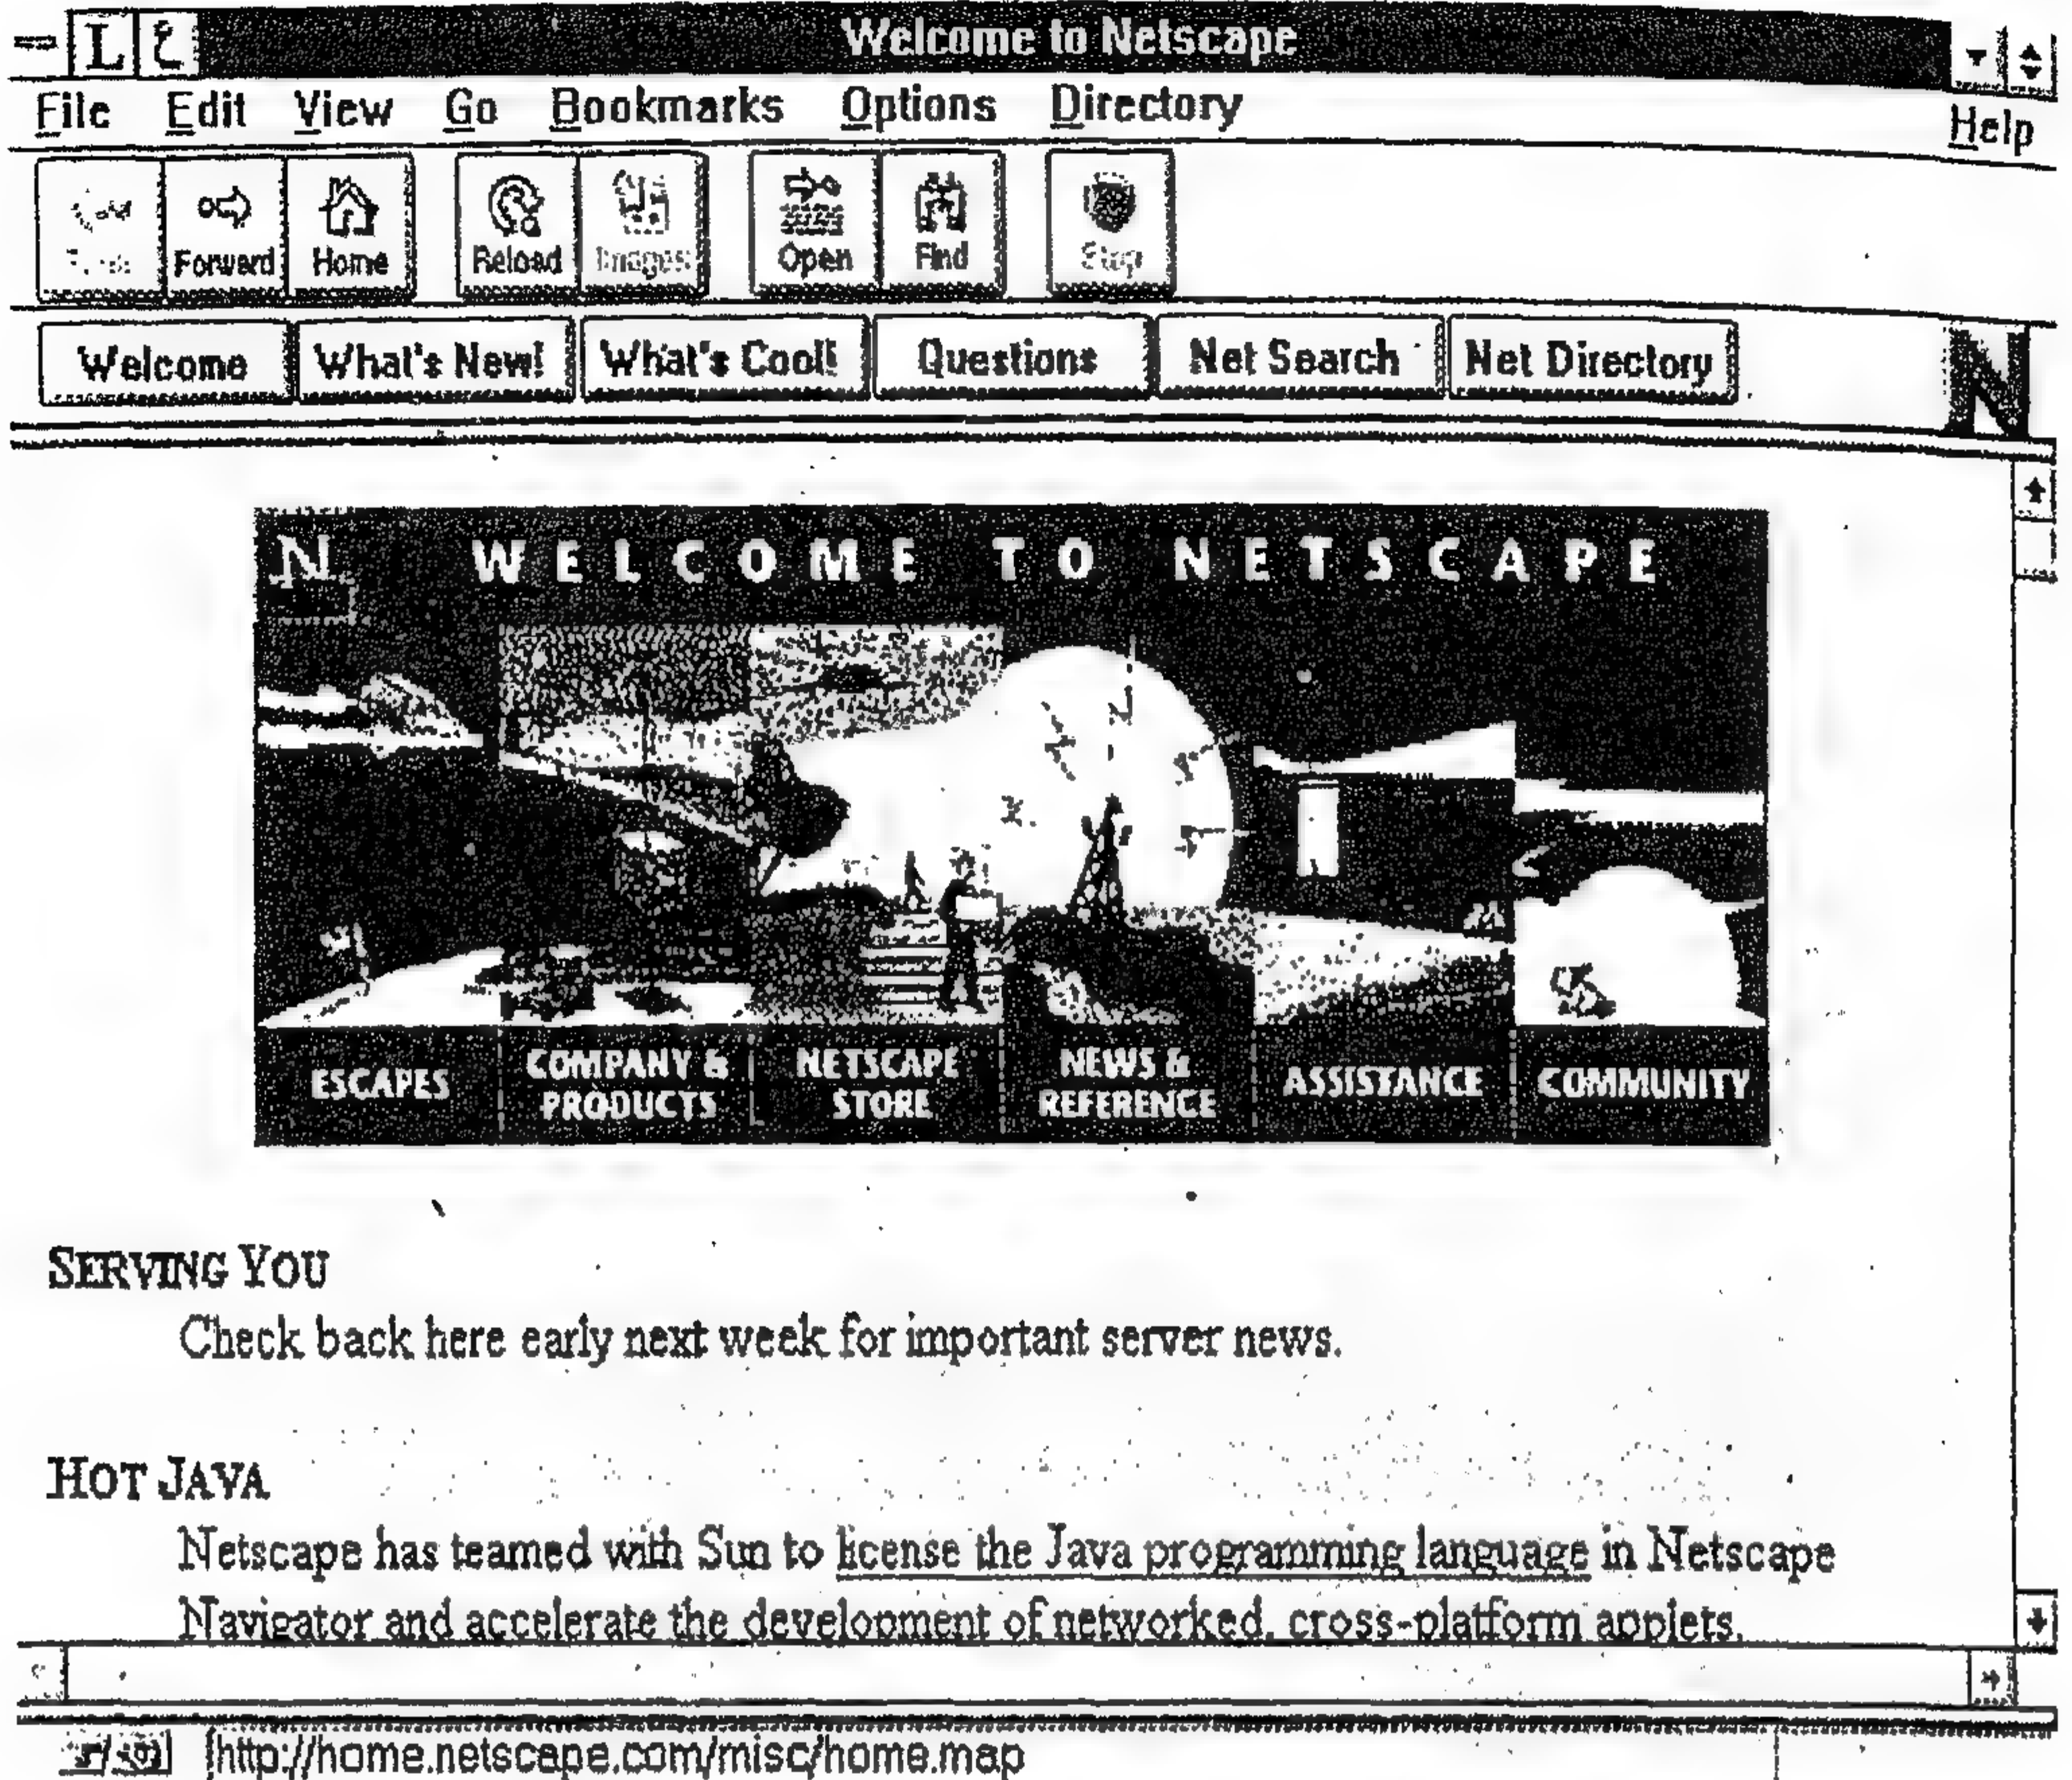 L ع Welcome to Netscape
File Edit View Go Bookmarks Options Directory Help
Forward Home Reload Images Open Find Stop
Welcome What's New! What's Cool! Questions Net Search Net Directory N
N WELCOME TO NETSCAPE
ESCAPES
COMPANY &
PRODUCTS
NETSCAPE
STORE
NEWS &
REFERENCE
ASSISTANCE
COMMUNITY
SERVING YOU
Check back here early next week for important server news.
HOT JAVA
Netscape has teamed with Sun to license the Java programming language in Netscape
Navigator and accelerate the development of networked, cross-platform applets.
http://home.netscape.com/misc/home.map